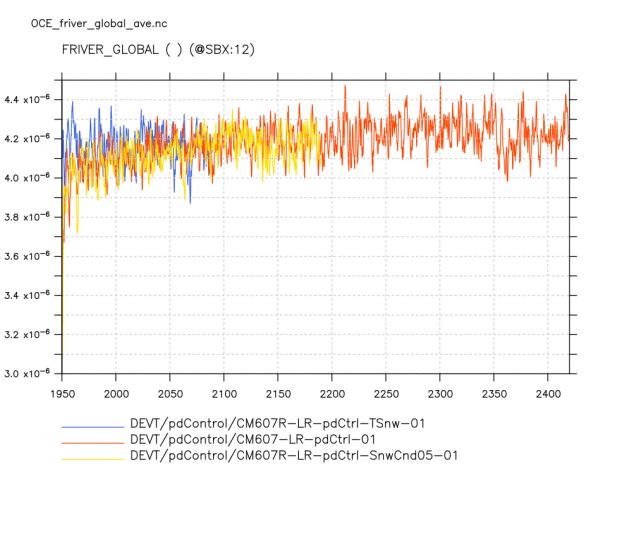 OCE_friver_global_ave.nc
FRIVER_GLOBAL ( ) (@SBX:12)
4.4 x10⁻⁶
4.2 x10⁻⁶
4.0 x10⁻⁶
3.8 x10⁻⁶
3.6 x10⁻⁶
3.4 x10⁻⁶
3.2 x10⁻⁶
3.0 x10⁻⁶
1950 2000 2050 2100 2150 2200 2250 2300 2350 2400
DEVT/pdControl/CM607R-LR-pdCtrl-TSnw-01
DEVT/pdControl/CM607-LR-pdCtrl-01
DEVT/pdControl/CM607R-LR-pdCtrl-SnwCnd05-01